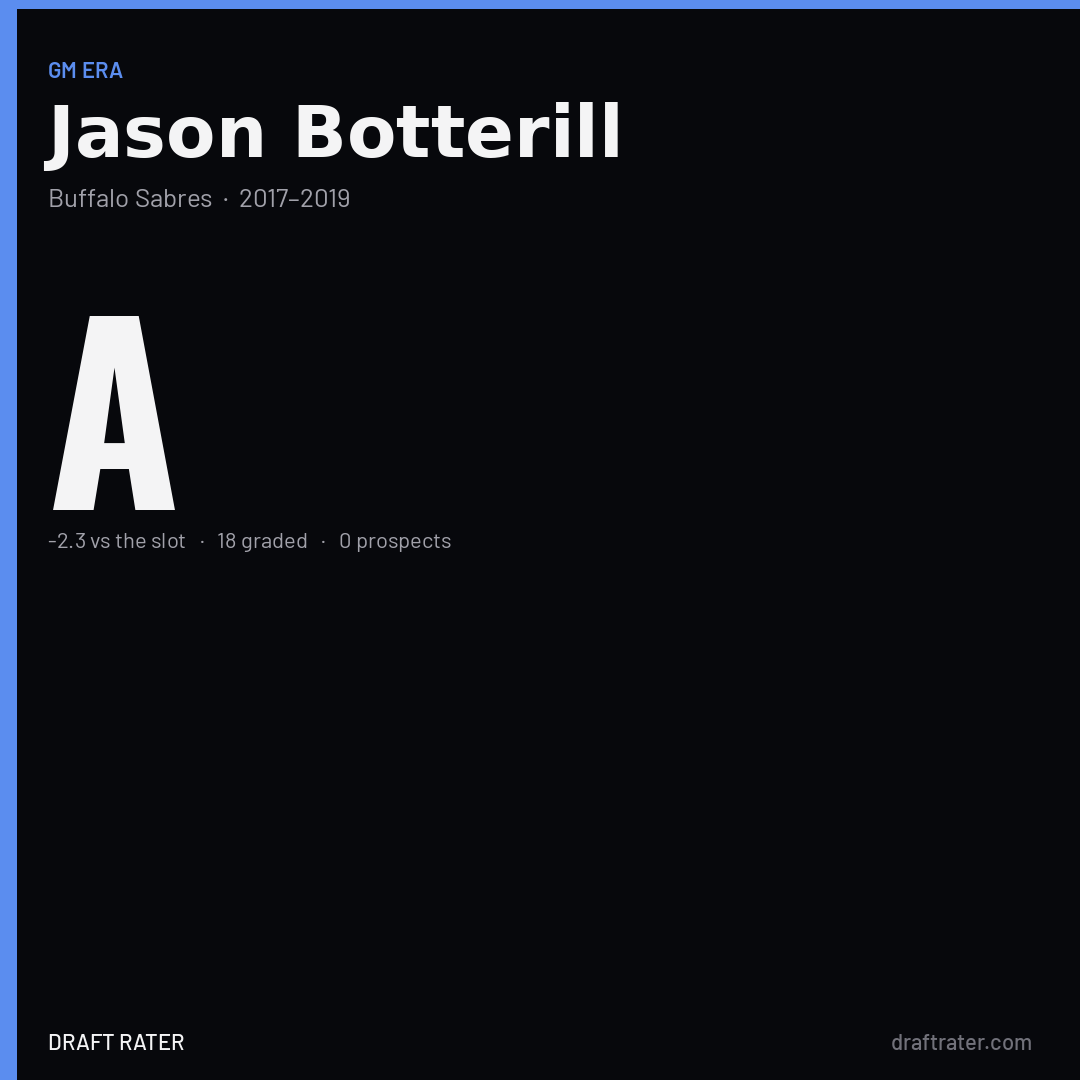 GM ERA
Jason Botterill
Buffalo Sabres · 2017–2019
A
-2.3 vs the slot · 18 graded · 0 prospects
DRAFT RATER
draftrater.com